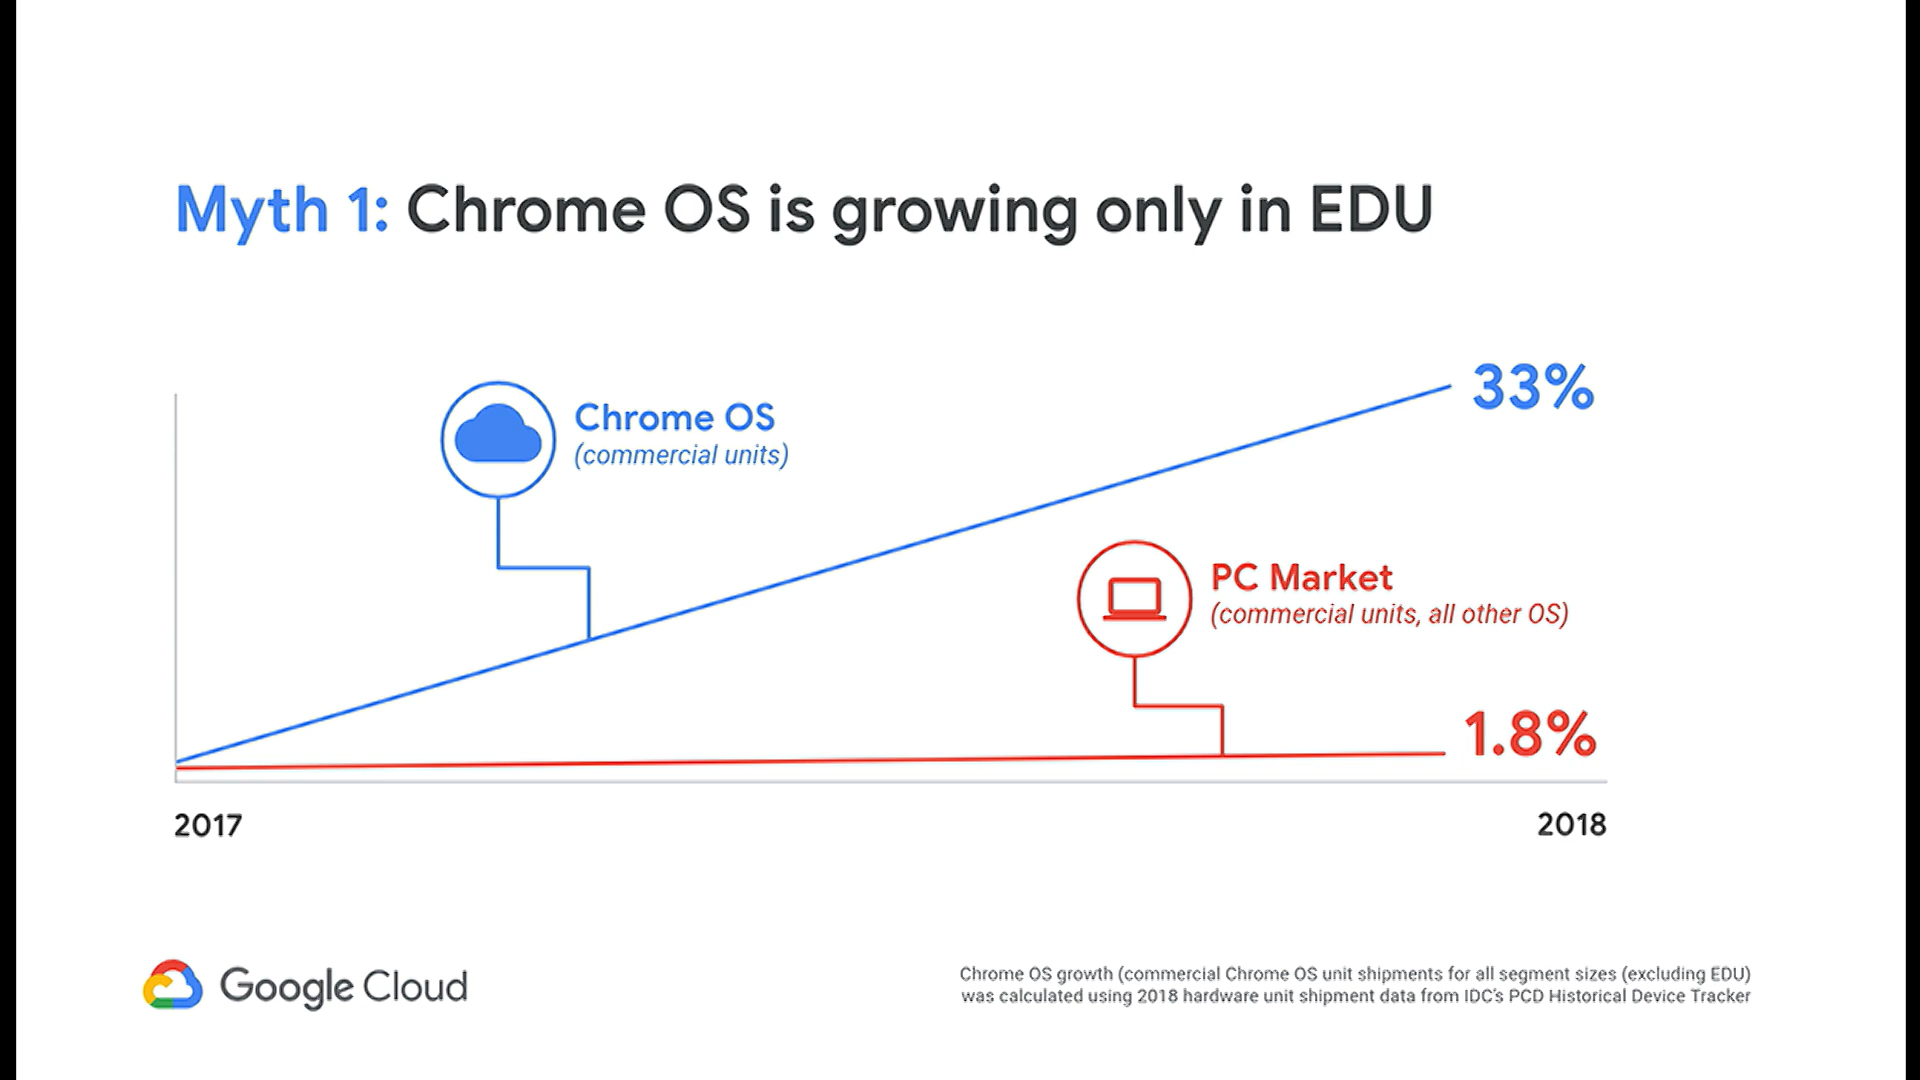 Myth 1: Chrome OS is growing only in EDU
33%
Chrome OS
(commercial units)
PC Market
(commercial units, all other OS)
1.8%
2017
2018
Google Cloud
Chrome OS growth (commercial Chrome OS unit shipments for all segment sizes (excluding EDU)
was calculated using 2018 hardware unit shipment data from IDC's PCD Historical Device Tracker